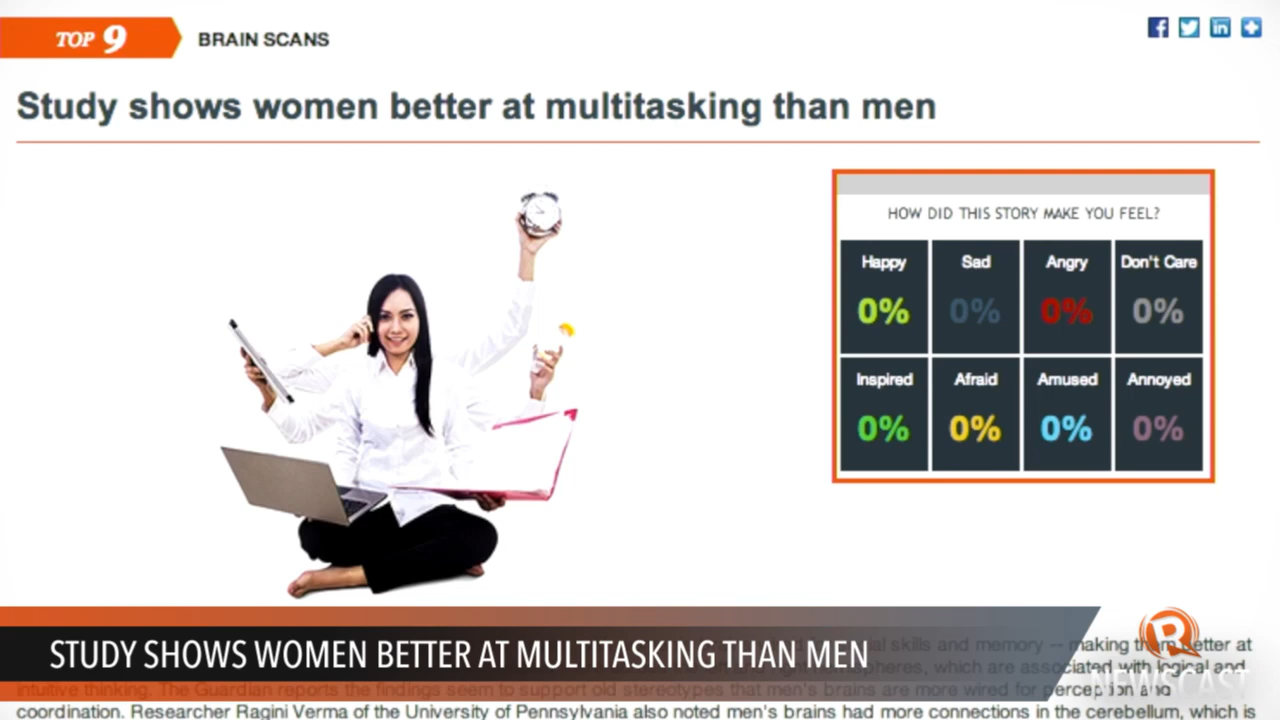 TOP 9
BRAIN SCANS
Study shows women better at multitasking than men
HOW DID THIS STORY MAKE YOU FEEL?
Happy Sad Angry Don't Care
0% 0% 0% 0%
Inspired Afraid Amused Annoyed
0% 0% 0% 0%
STUDY SHOWS WOMEN BETTER AT MULTITASKING THAN MEN
skills and memory -- making them better at
which are associated with logical and
intuitive thinking. The Guardian reports the findings seem to support old stereotypes that men's brains are more wired for perception and
coordination. Researcher Ragini Verma of the University of Pennsylvania also noted men's brains had more connections in the cerebellum, which is
R
NEWSCAST